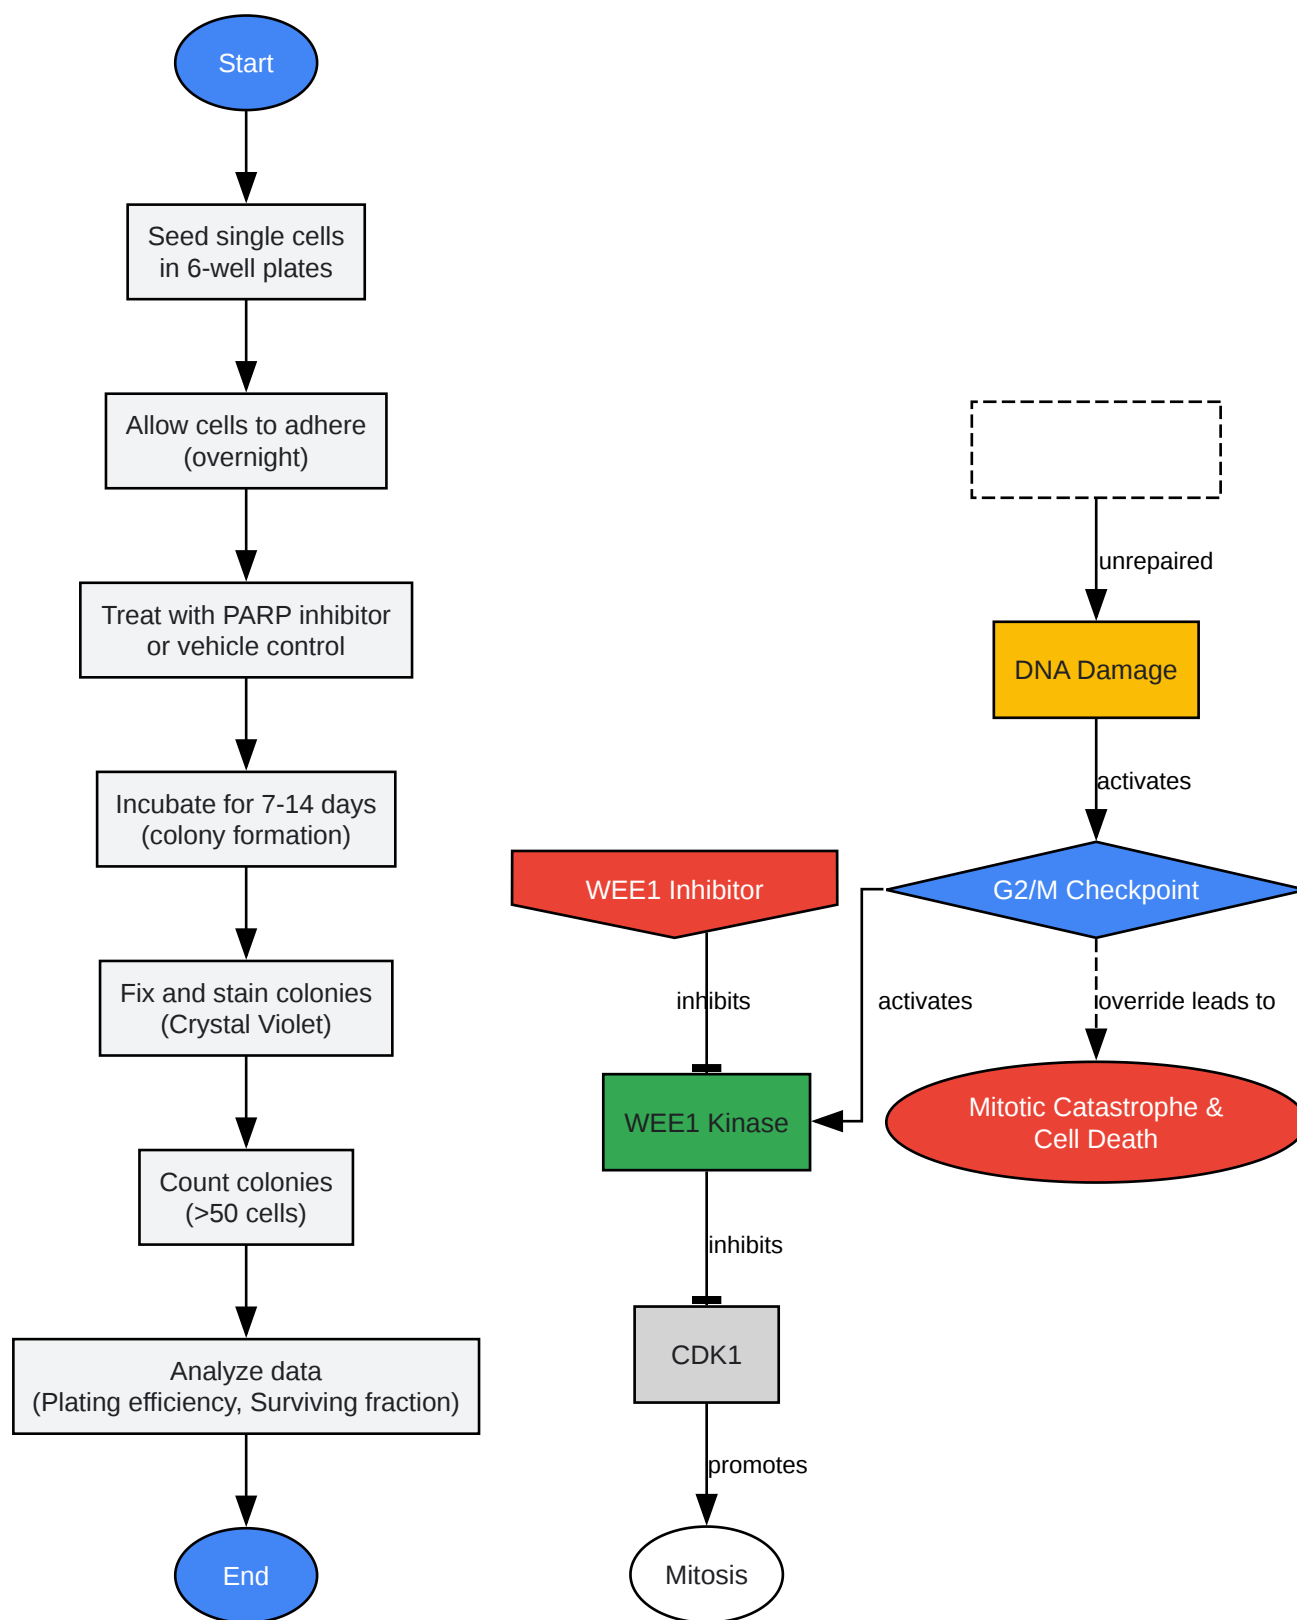 Start
Seed single cells
in 6-well plates
Allow cells to adhere
(overnight)
Treat with PARP inhibitor
or vehicle control
Incubate for 7-14 days
(colony formation)
Fix and stain colonies
(Crystal Violet)
Count colonies
(>50 cells)
Analyze data
(Plating efficiency, Surviving fraction)
End
unrepaired
DNA Damage
activates
WEE1 Inhibitor
G2/M Checkpoint
inhibits
activates
override leads to
WEE1 Kinase
Mitotic Catastrophe &
Cell Death
inhibits
CDK1
promotes
Mitosis